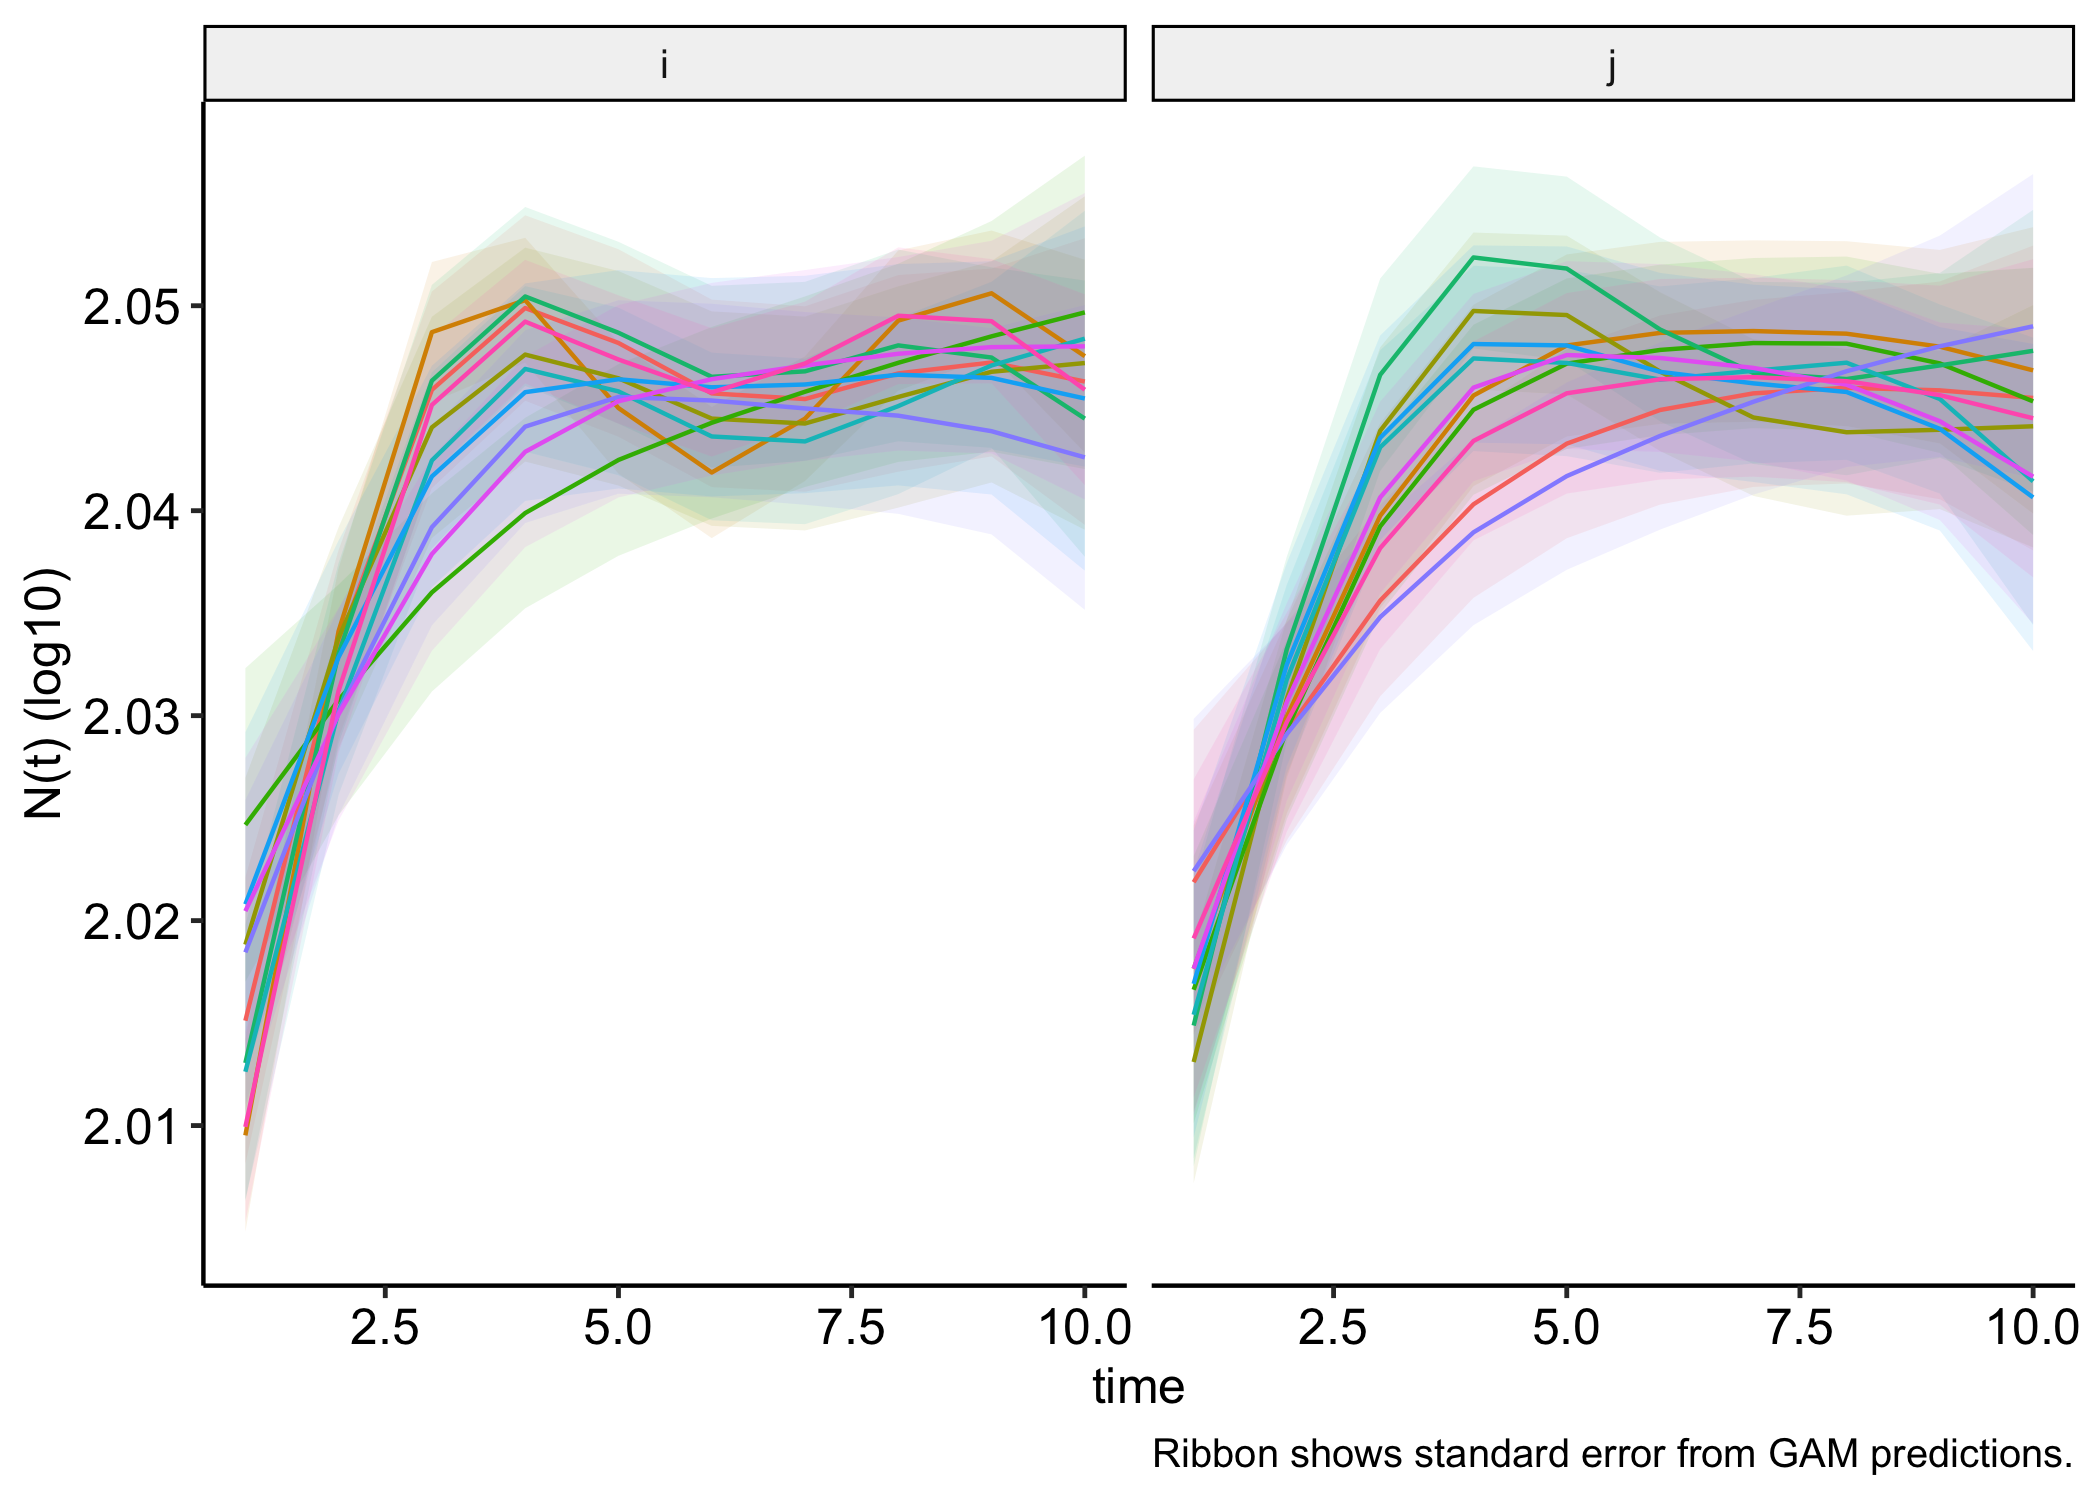 i
j
N(t) (log10)
2.05
2.04
2.03
2.02
2.01
2.5 5.0 7.5 10.0
2.5 5.0 7.5 10.0
time
Ribbon shows standard error from GAM predictions.